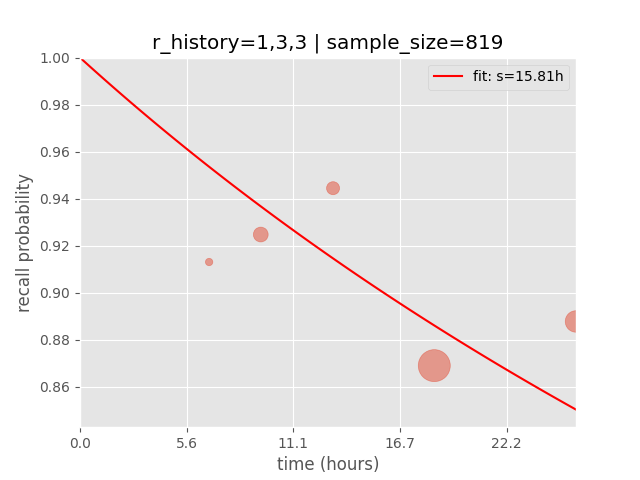 r_history=1,3,3 | sample_size=819
fit: s=15.81h
recall probability
1.00
0.98
0.96
0.94
0.92
0.90
0.88
0.86
0.0 5.6 11.1 16.7 22.2
time (hours)